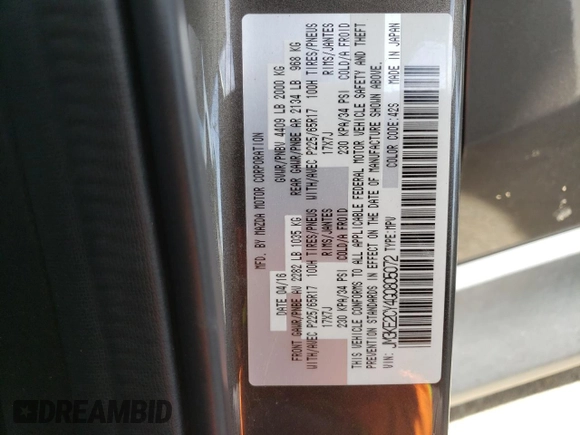 MFD. BY MAZDA MOTOR CORPORATION
DATE 04/16 GVWR/PNBV 4409 LB 2000 KG
FRONT GAWR/PNBE AV 2282 LB 1035 KG REAR GAWR/PNBE AR 2134 LB 968 KG
WITH/AVEC P225/65R17 100H TIRES/PNEUS WITH/AVEC P225/65R17 100H TIRES/PNEUS
17X7J RIMS/JANTES 17X7J RIMS/JANTES
230 KPA/34 PSI COLD/A FROID 230 KPA/34 PSI COLD/A FROID
THIS VEHICLE CONFORMS TO ALL APPLICABLE FEDERAL MOTOR VEHICLE SAFETY AND THEFT
PREVENTION STANDARDS IN EFFECT ON THE DATE OF MANUFACTURE SHOWN ABOVE.
COLOR CODE:42S MADE IN JAPAN
VIN: JM3KE2CY4G0805072 TYPE:MPV
DREAMBID